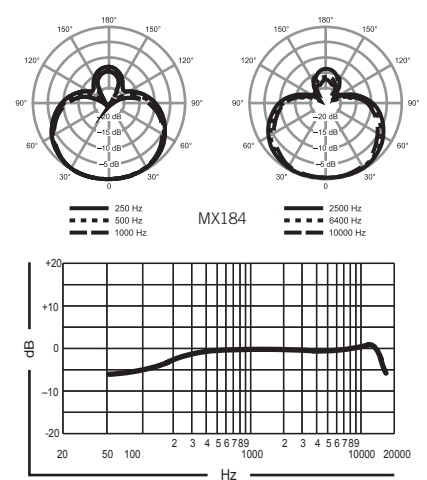 180° 180°
150° 150° 150° 150°
120° 120° 120° 120°
90° 90° 90° 90°
–20 dB –20 dB
–15 dB –15 dB
–10 dB –10 dB
–5 dB –5 dB
60° 60° 60° 60°
30° 30° 30° 30°
0 0
250 Hz 2500 Hz
500 Hz MX184 6400 Hz
1000 Hz 10000 Hz
+20
+10
dB
0
–10
-20
2 3 4 5 6 7 8 9 2 3 4 5 6 7 8 9
20 50 100 1000 10000 20000
Hz